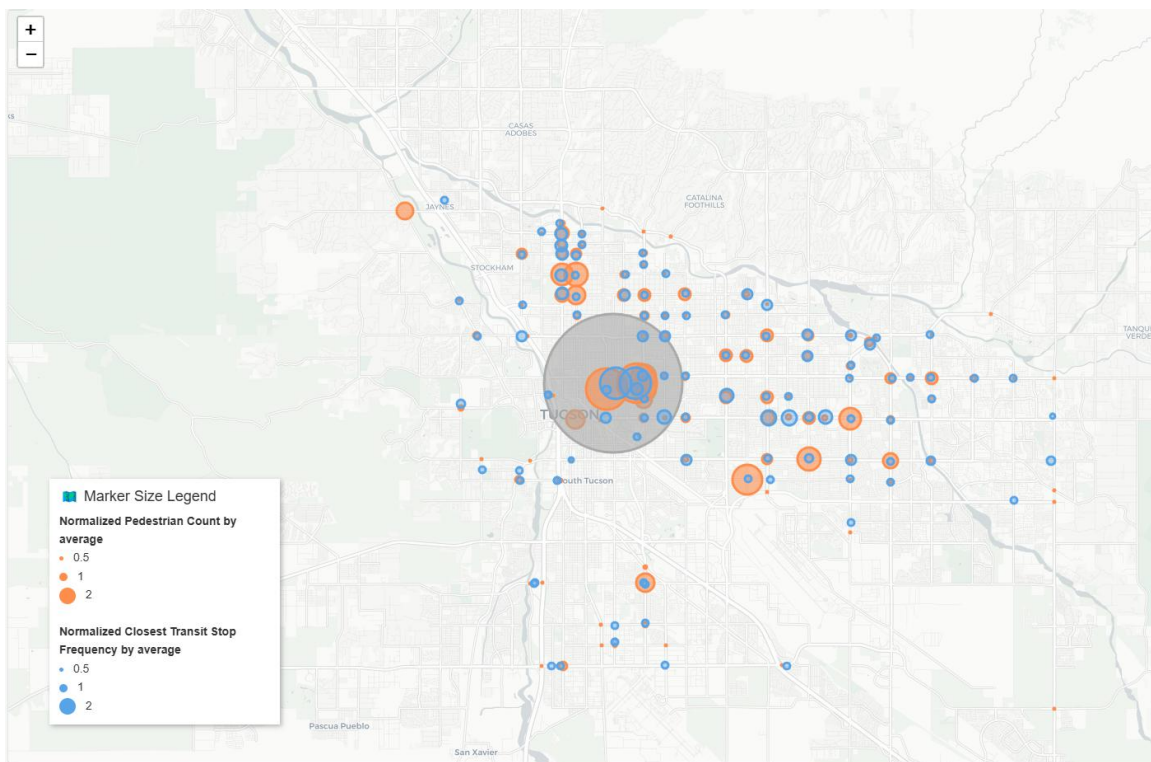 +
−
ks
CASAS
ADOBES
CATALINA
FOOTHILLS
JAYNES
STOCKHAM
TANQUE
VERDE
TUCSON
South Tucson
Marker Size Legend
Normalized Pedestrian Count by
average
0.5
1
2
Normalized Closest Transit Stop
Frequency by average
0.5
1
2
Pascua Pueblo
San Xavier